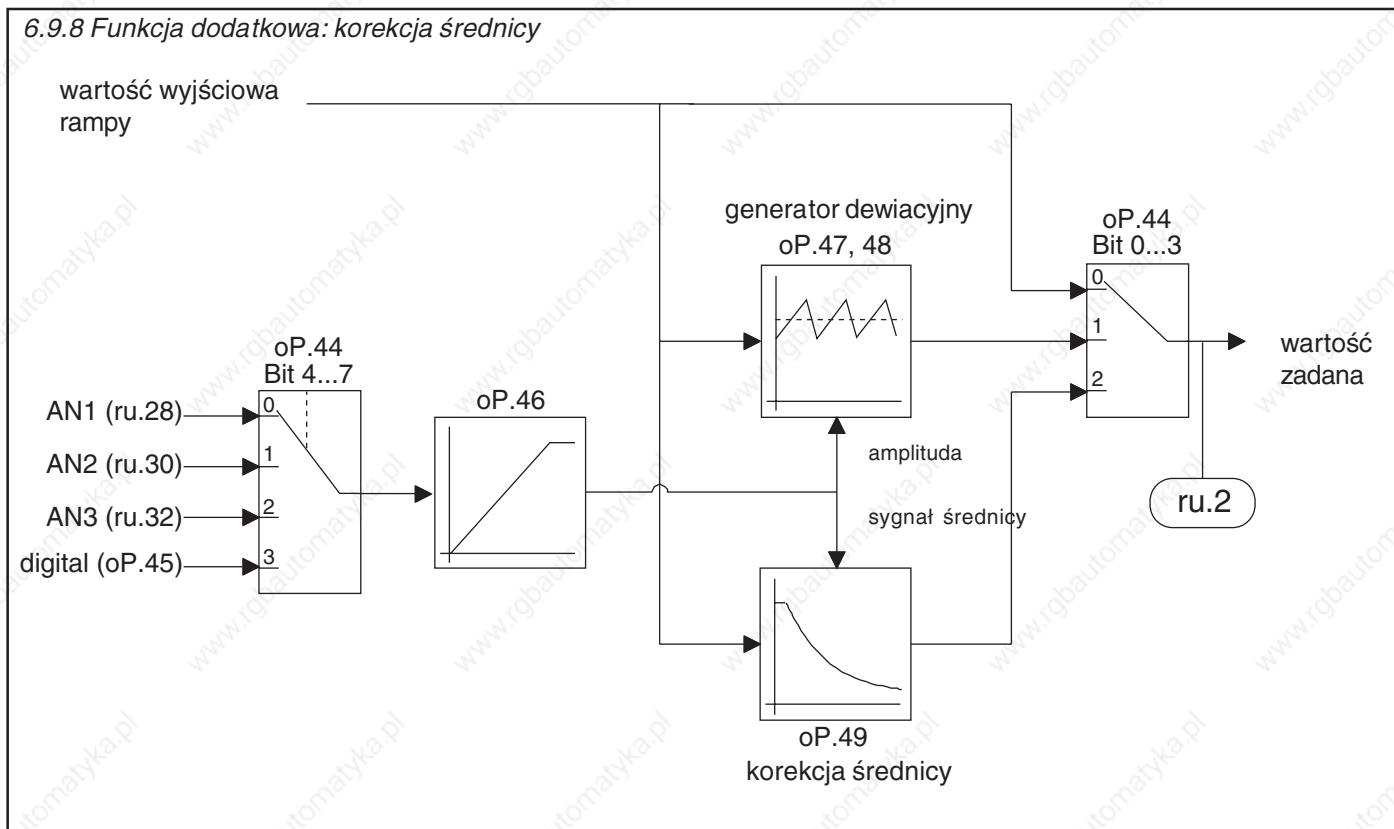 6.9.8 Funkcja dodatkowa: korekcja średnicy
wartość wyjściowa
rampy
generator dewiacyjny
oP.47, 48
oP.44
Bit 0...3
0
1
2
wartość
zadana
ru.2
oP.44
Bit 4...7
AN1 (ru.28)
0
AN2 (ru.30)
1
AN3 (ru.32)
2
digital (oP.45)
3
oP.46
amplituda
sygnał średnicy
oP.49
korekcja średnicy
www.rgbautomatyka.pl